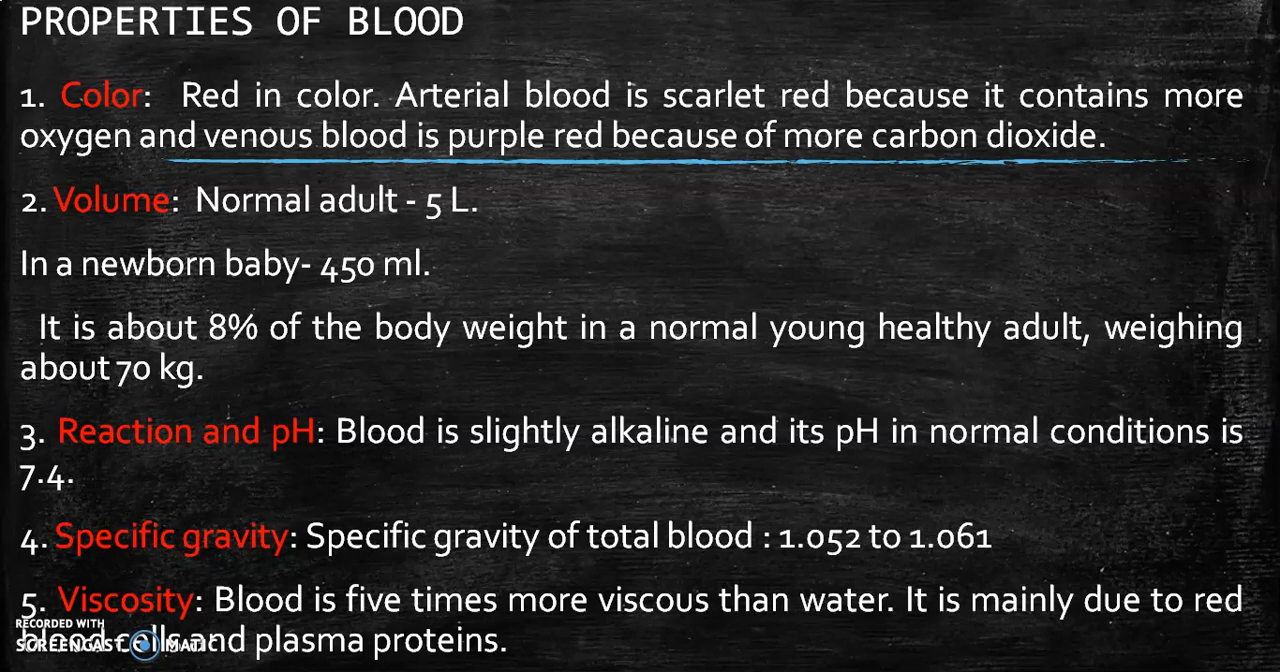 PROPERTIES OF BLOOD
1. Color: Red in color. Arterial blood is scarlet red because it contains more
oxygen and venous blood is purple red because of more carbon dioxide.
2. Volume: Normal adult - 5 L.
In a newborn baby- 450 ml.
It is about 8% of the body weight in a normal young healthy adult, weighing
about 70 kg.
3. Reaction and pH: Blood is slightly alkaline and its pH in normal conditions is
7.4.
4. Specific gravity: Specific gravity of total blood : 1.052 to 1.061
5. Viscosity: Blood is five times more viscous than water. It is mainly due to red
blood cells and plasma proteins.
RECORDED WITH
SCREENCAST-O-MATIC